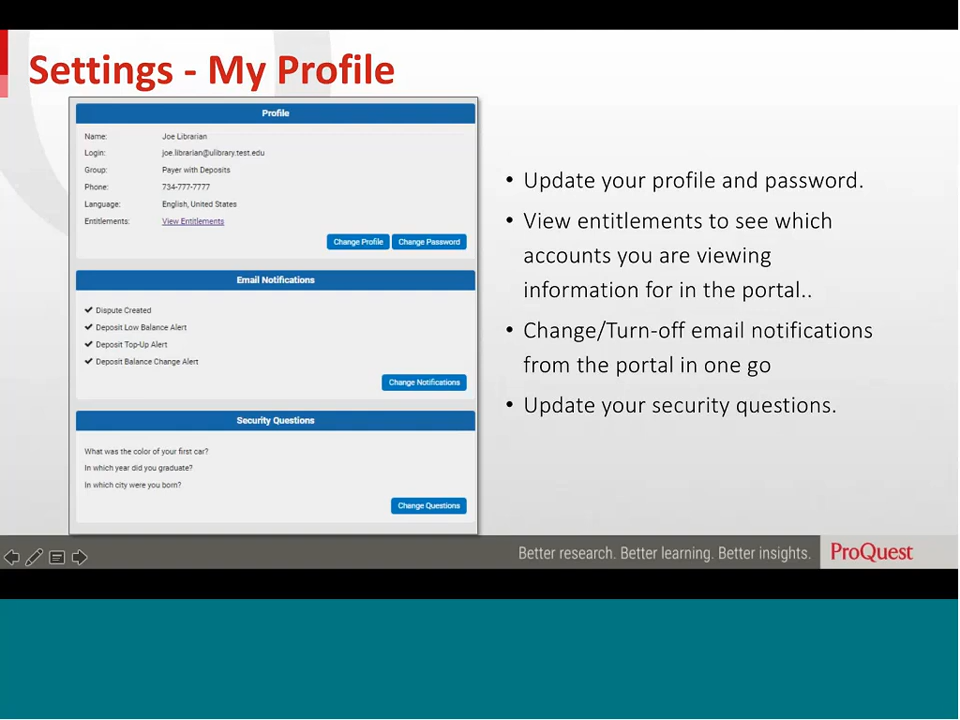 Settings - My Profile
Profile
Name: Joe Librarian
Login: joe.librarian@ulibrary.test.edu
Group: Payer with Deposits
Phone: 734-777-7777
Language: English, United States
Entitlements: View Entitlements
Change Profile Change Password
Email Notifications
✔ Dispute Created
✔ Deposit Low Balance Alert
✔ Deposit Top-Up Alert
✔ Deposit Balance Change Alert
Change Notifications
Security Questions
What was the color of your first car?
In which year did you graduate?
In which city were you born?
Change Questions
• Update your profile and password.
• View entitlements to see which
accounts you are viewing
information for in the portal..
• Change/Turn-off email notifications
from the portal in one go
• Update your security questions.
Better research. Better learning. Better insights.
ProQuest